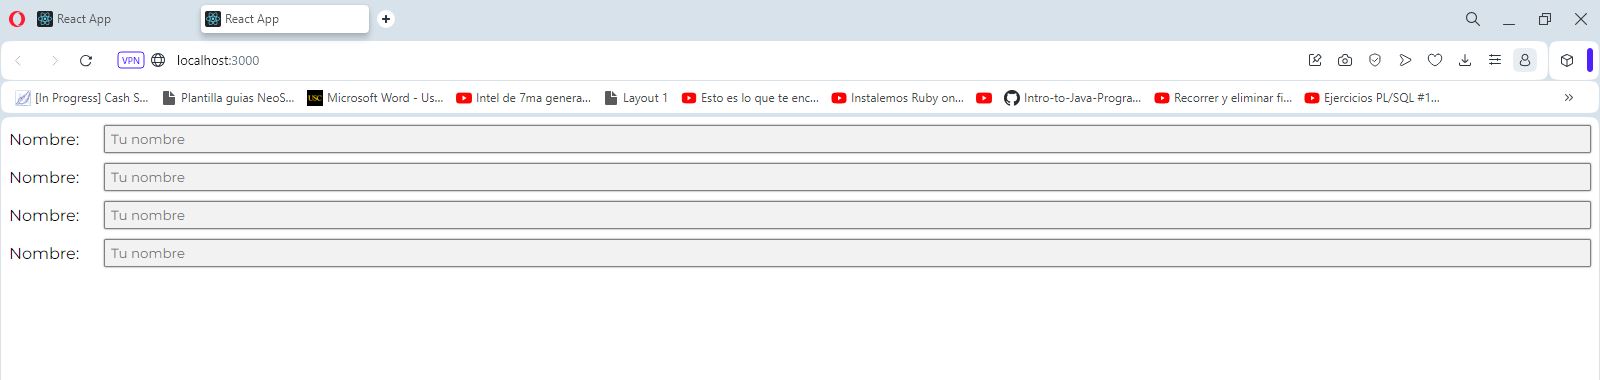 React App
React App
VPN
localhost:3000
[In Progress] Cash S...
Plantilla guias NeoS...
USC
Microsoft Word - Us...
Intel de 7ma genera...
Layout 1
Esto es lo que te enc...
Instalemos Ruby on...
Intro-to-Java-Progra...
Recorrer y eliminar fi...
Ejercicios PL/SQL #1...
Nombre: Tu nombre
Nombre: Tu nombre
Nombre: Tu nombre
Nombre: Tu nombre